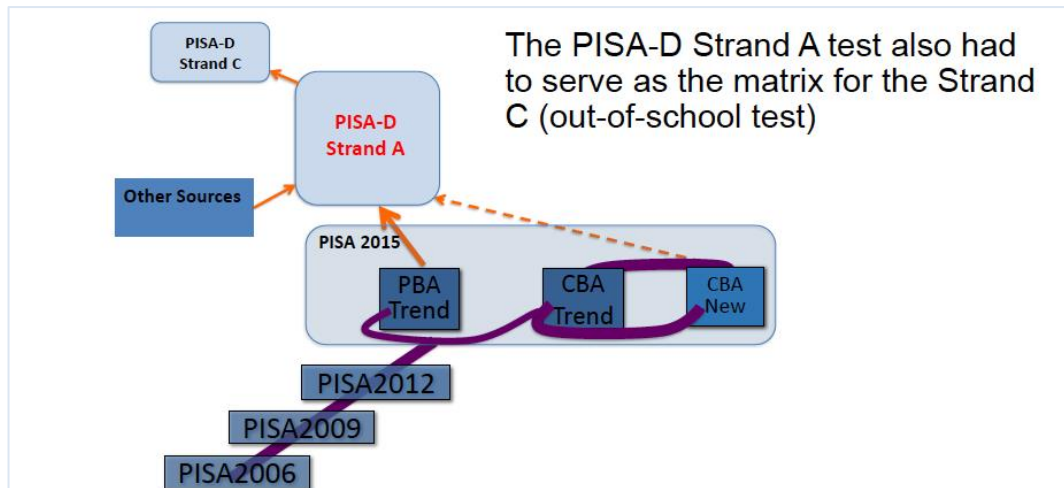 PISA-D
Strand C
The PISA-D Strand A test also had
to serve as the matrix for the Strand
C (out-of-school test)
PISA-D
Strand A
Other Sources
PISA 2015
PBA
Trend
CBA
Trend
CBA
New
PISA2012
PISA2009
PISA2006